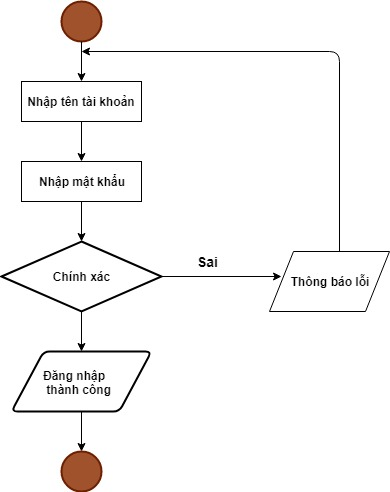 Nhập tên tài khoản
Nhập mật khẩu
Chính xác
Sai
Thông báo lỗi
Đăng nhập
thành công